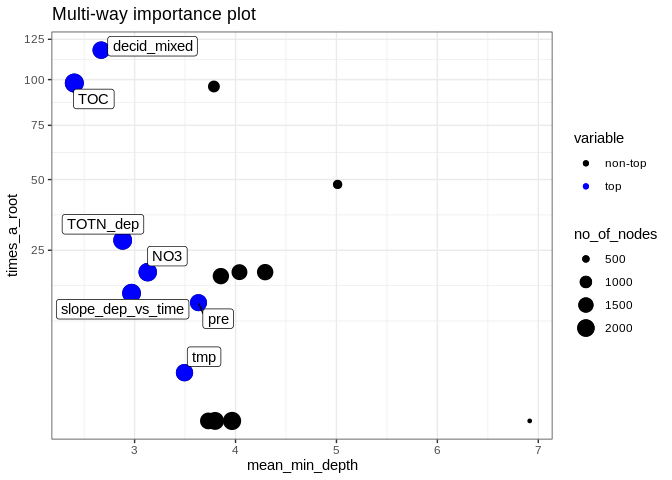 Multi-way importance plot
125
100
75
50
25
times_a_root
decid_mixed
TOC
TOTN_dep
NO3
slope_dep_vs_time
pre
tmp
3
4
5
6
7
mean_min_depth
variable
non-top
top
no_of_nodes
500
1000
1500
2000